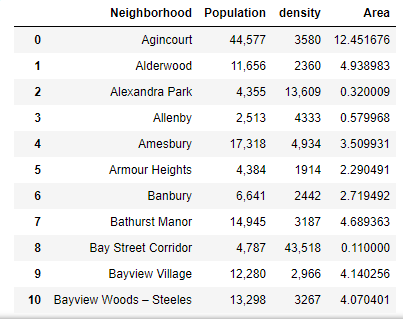 Neighborhood Population density Area
0 Agincourt 44,577 3580 12.451676
1 Alderwood 11,656 2360 4.938983
2 Alexandra Park 4,355 13,609 0.320009
3 Allenby 2,513 4333 0.579968
4 Amesbury 17,318 4,934 3.509931
5 Armour Heights 4,384 1914 2.290491
6 Banbury 6,641 2442 2.719492
7 Bathurst Manor 14,945 3187 4.689363
8 Bay Street Corridor 4,787 43,518 0.110000
9 Bayview Village 12,280 2,966 4.140256
10 Bayview Woods – Steeles 13,298 3267 4.070401